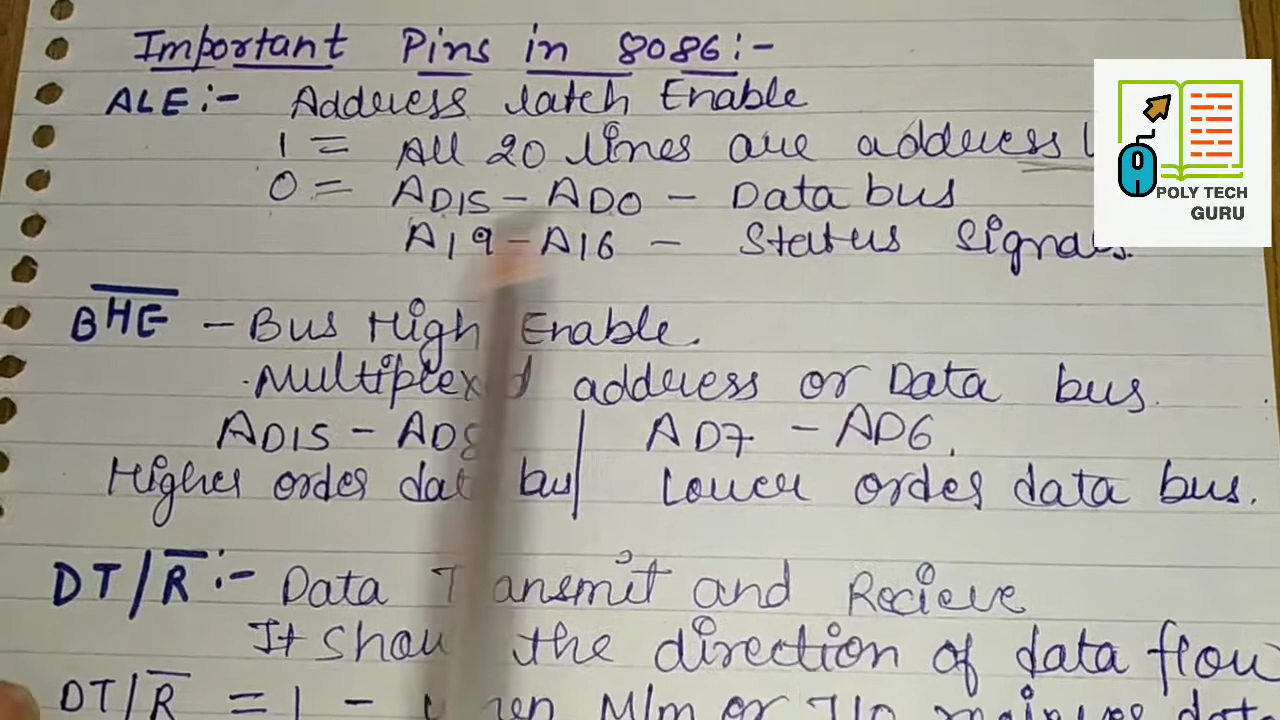 Important Pins in 8086:-
ALE:- Address latch Enable
1 = All 20 lines are address
0 = AD15 - AD0 - Data bus
A19 - A16 - Status Signals.
BHE - Bus High Enable.
Multiplexed address or Data bus.
AD15 - AD8 | AD7 - AD6.
Higher order data bus | Lower order data bus.
DT/R:- Data Transmit and Recieve
It Show the direction of data flow
DT/R = 1 - when M/m or I/o
POLY TECH
GURU